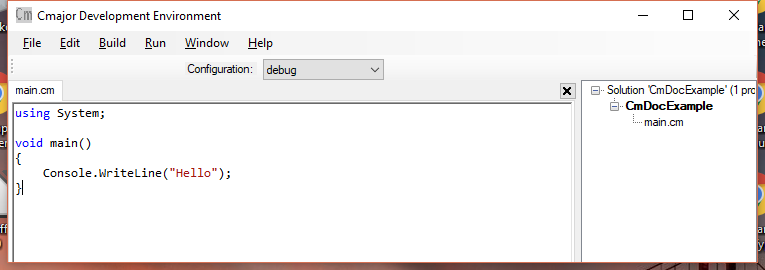 Cm Cmajor Development Environment
File Edit Build Run Window Help
Configuration: debug
main.cm
using System;
void main()
{
Console.WriteLine("Hello");
}
Solution 'CmDocExample' (1 pro
CmDocExample
main.cm